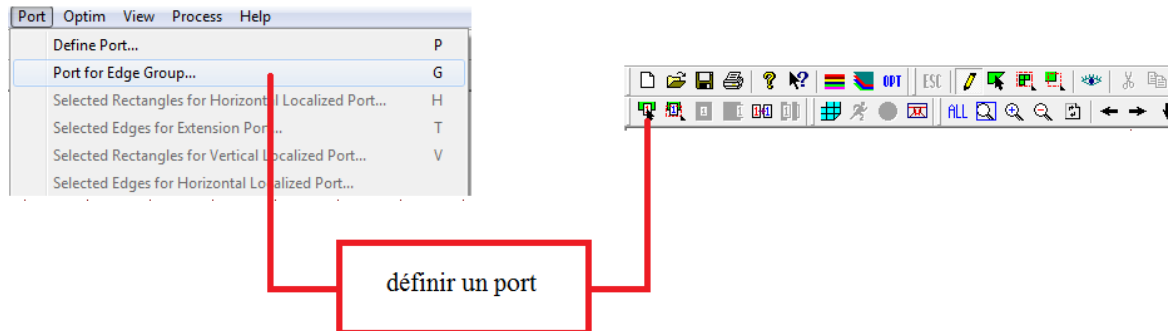 Port Optim View Process Help
Define Port... P
Port for Edge Group... G
Selected Rectangles for Horizontal Localized Port... H
Selected Edges for Extension Port... T
Selected Rectangles for Vertical Localized Port... V
Selected Edges for Horizontal Localized Port...
OPT ESC
ALL
définir un port